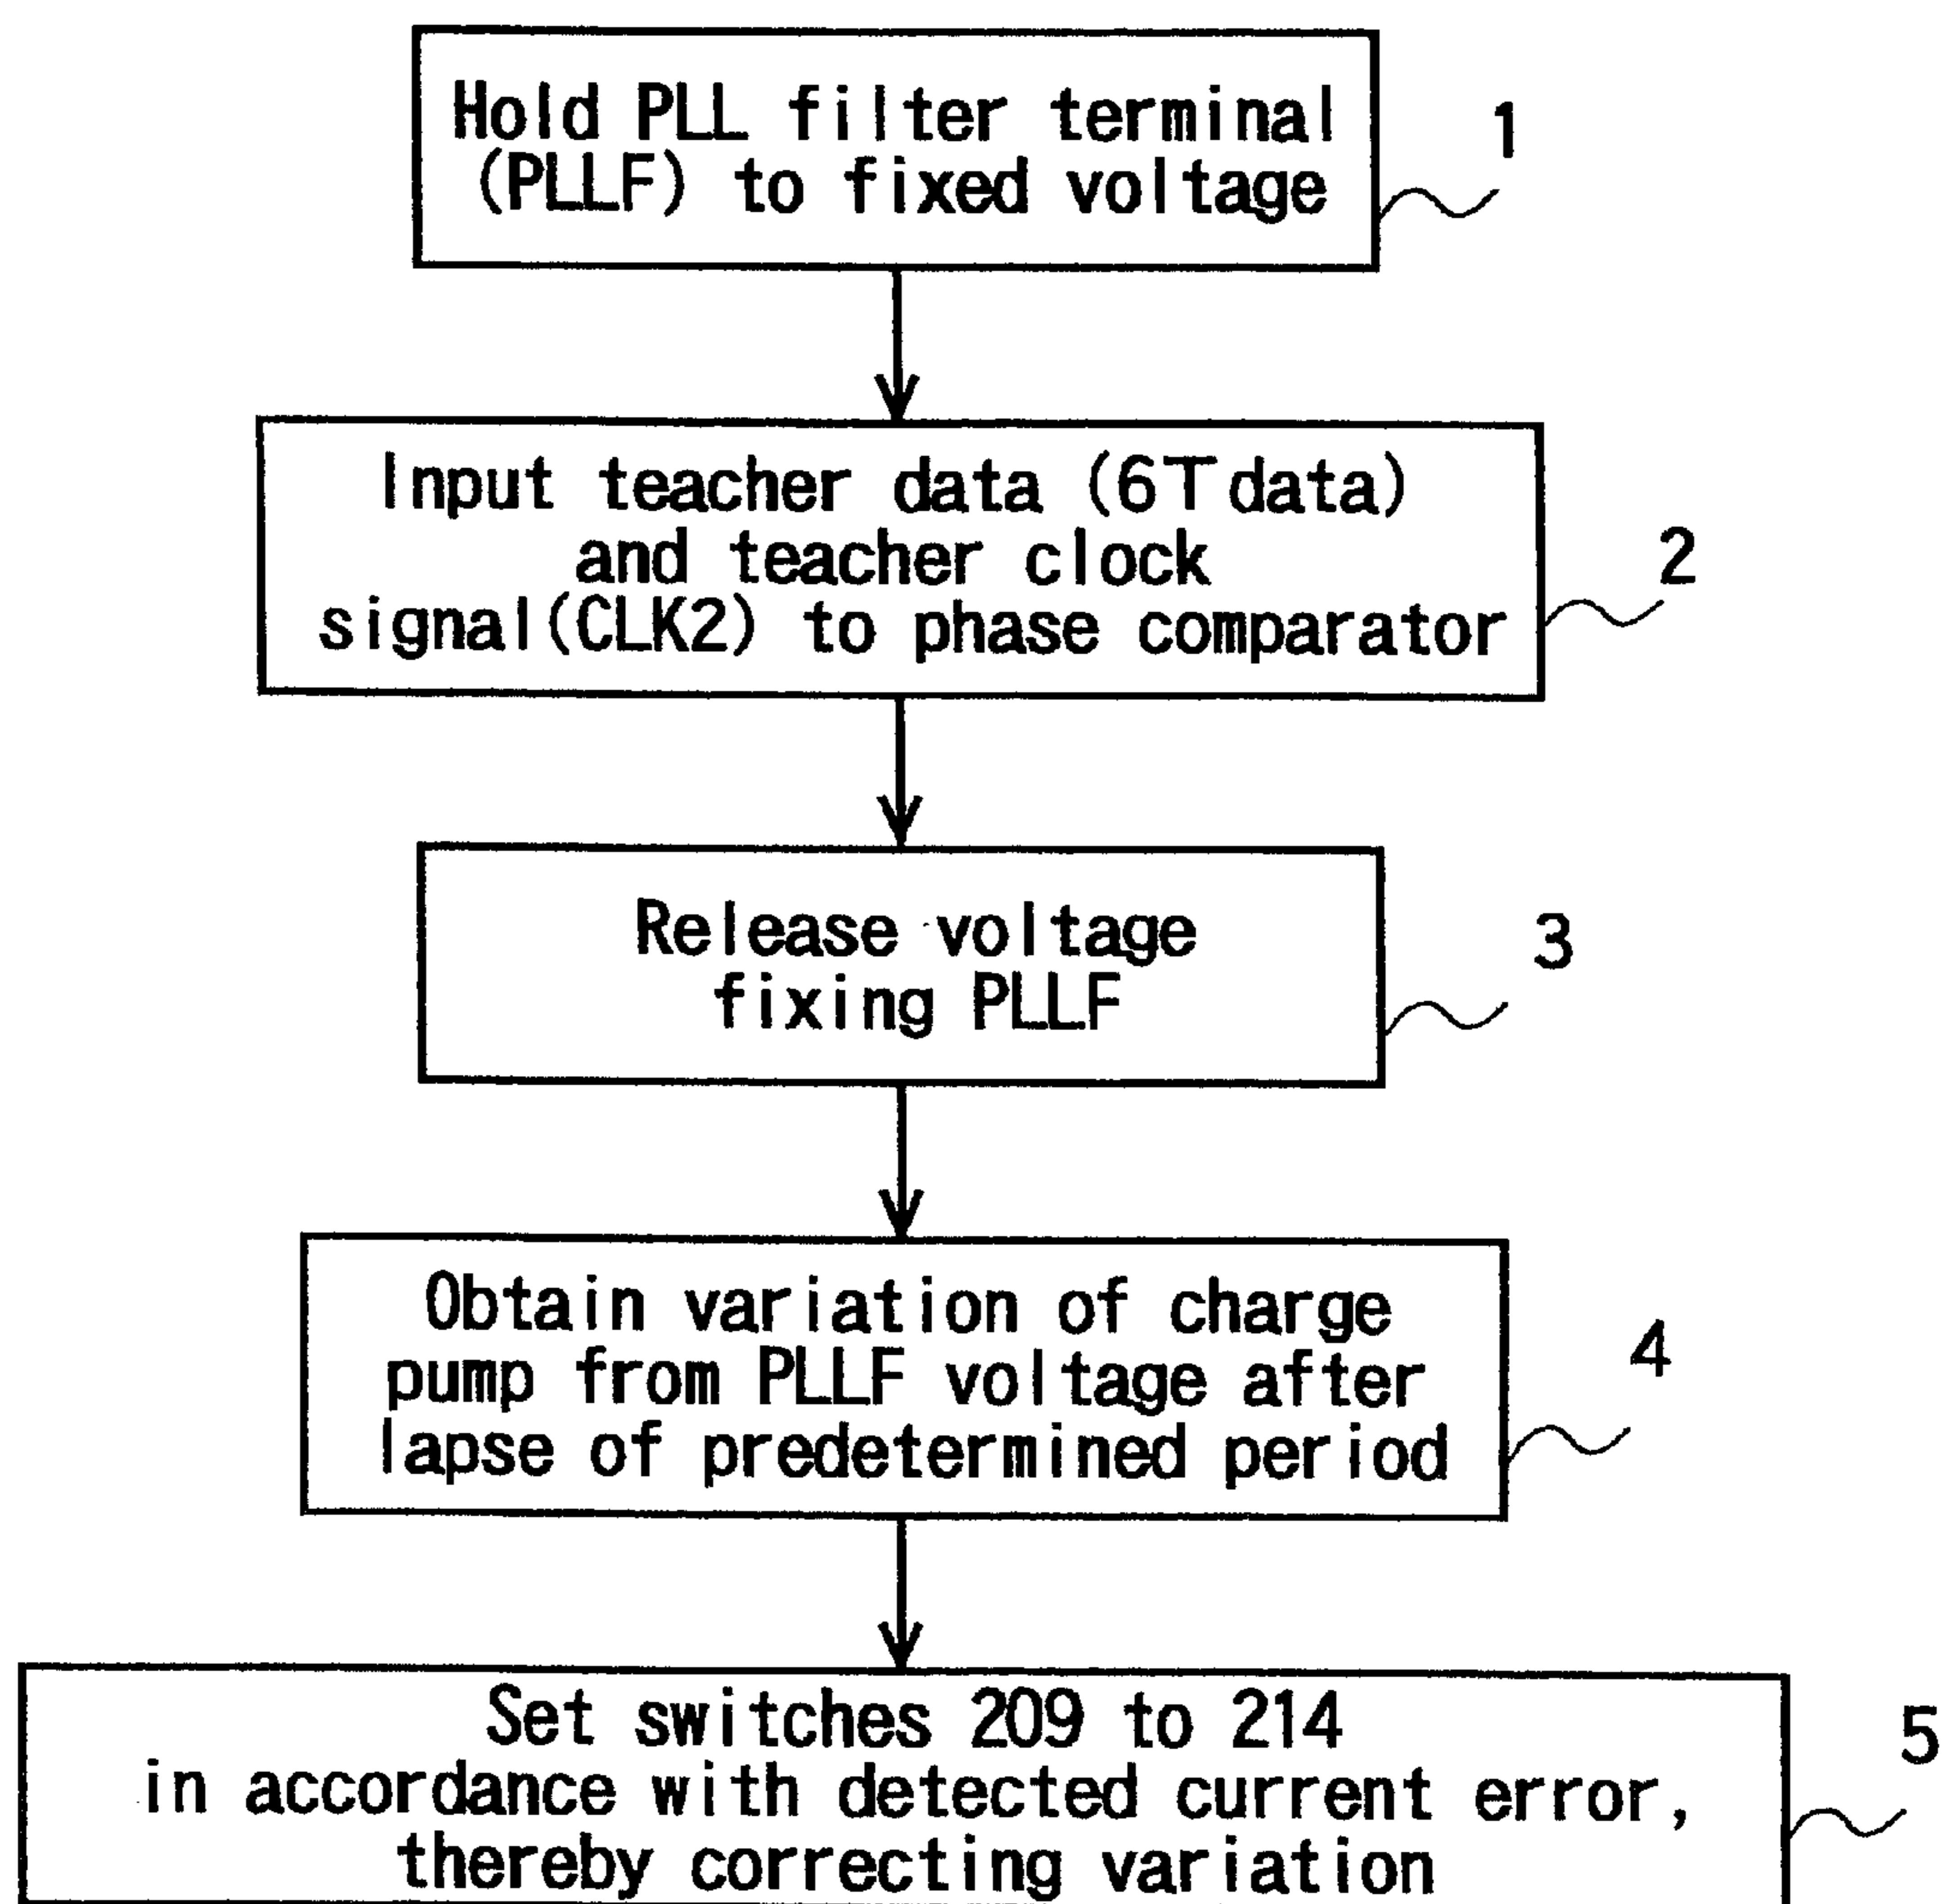 Hold PLL filter terminal
(PLLF) to fixed voltage
1
Input teacher data (6T data)
and teacher clock
signal(CLK2) to phase comparator
2
Release voltage
fixing PLLF
3
Obtain variation of charge
pump from PLLF voltage after
lapse of predetermined period
4
Set switches 209 to 214
in accordance with detected current error,
thereby correcting variation
5